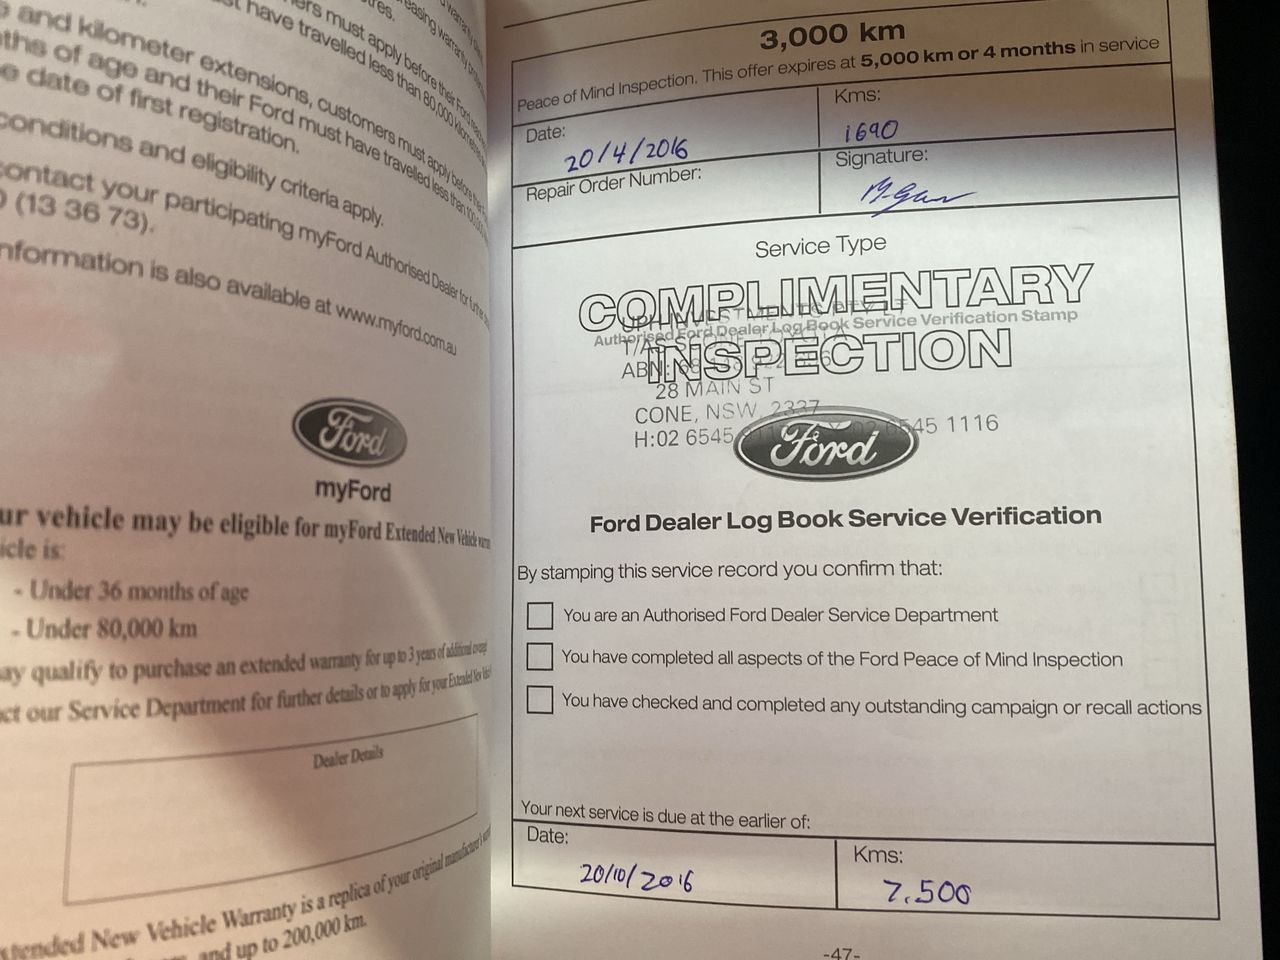 and kilometer extensions, customers must apply before
of age and their Ford must have travelled less than 100,000
date of first registration.
conditions and eligibility criteria apply.
contact your participating myFord Authorised Dealer for
(13 36 73).
information is also available at www.myford.com.au
Ford
myFord
vehicle may be eligible for myFord Extended New Vehicle
is:
- Under 36 months of age
- Under 80,000 km
qualify to purchase an extended warranty for up to 3 years of additional
our Service Department for further details or to apply for your Extended New
Dealer Details
New Vehicle Warranty is a replica of your original manufacturer's
and up to 200,000 km.
3,000 km
Peace of Mind Inspection. This offer expires at 5,000 km or 4 months in service
Date: 20/4/2016
Kms: 1690
Repair Order Number:
Signature:
Service Type
COMPLIMENTARY
Authorised Ford Dealer Log Book Service Verification Stamp
INSPECTION
ABN:
28 MAIN ST
CONE, NSW, 2337
H:02 6545
6545 1116
Ford
Ford Dealer Log Book Service Verification
By stamping this service record you confirm that:
You are an Authorised Ford Dealer Service Department
You have completed all aspects of the Ford Peace of Mind Inspection
You have checked and completed any outstanding campaign or recall actions
Your next service is due at the earlier of:
Date: 20/10/2016
Kms: 7.500
-47-